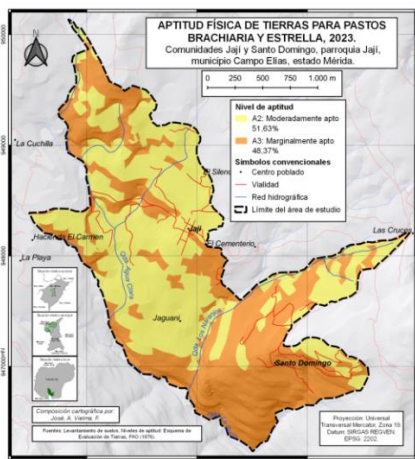 APTITUD FÍSICA DE TIERRAS PARA PASTOS
BRACHIARIA Y ESTRELLA, 2023.
Comunidades Jají y Santo Domingo, parroquia Jají,
municipio Campo Elías, estado Mérida.
0 250 500 750 1.000 m
N
Nivel de aptitud
A2: Moderadamente apto
51,63%
A3: Marginalmente apto
48,37%
Símbolos convencionales
Centro poblado
Vialidad
Red hidrográfica
Límite del área de estudio
La Cuchilla
El Silencio
Jají
El Cementerio
Las Cruces
Hacienda El Carmen
La Playa
Jaguani
Santo Domingo
Composición cartográfica por
José. A. Vielma. F.
Fuentes: Levantamiento de suelos. Niveles de aptitud: Esquema de
Evaluación de Tierras, FAO (1976).
Proyección: Universal
Transversal Mercator. Zona 19.
Datum: SIRGAS REGVEN
EPSG: 2202.